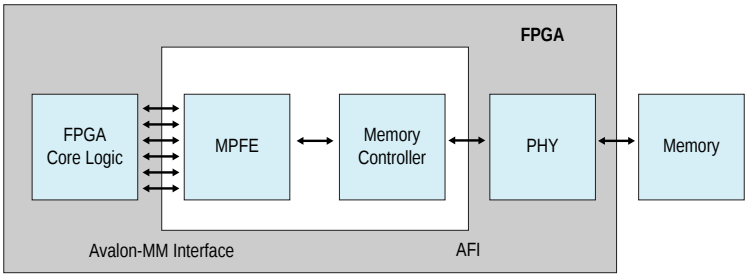 FPGA
FPGA
Core Logic
MPFE
Memory
Controller
PHY
Memory
Avalon-MM Interface
AFI